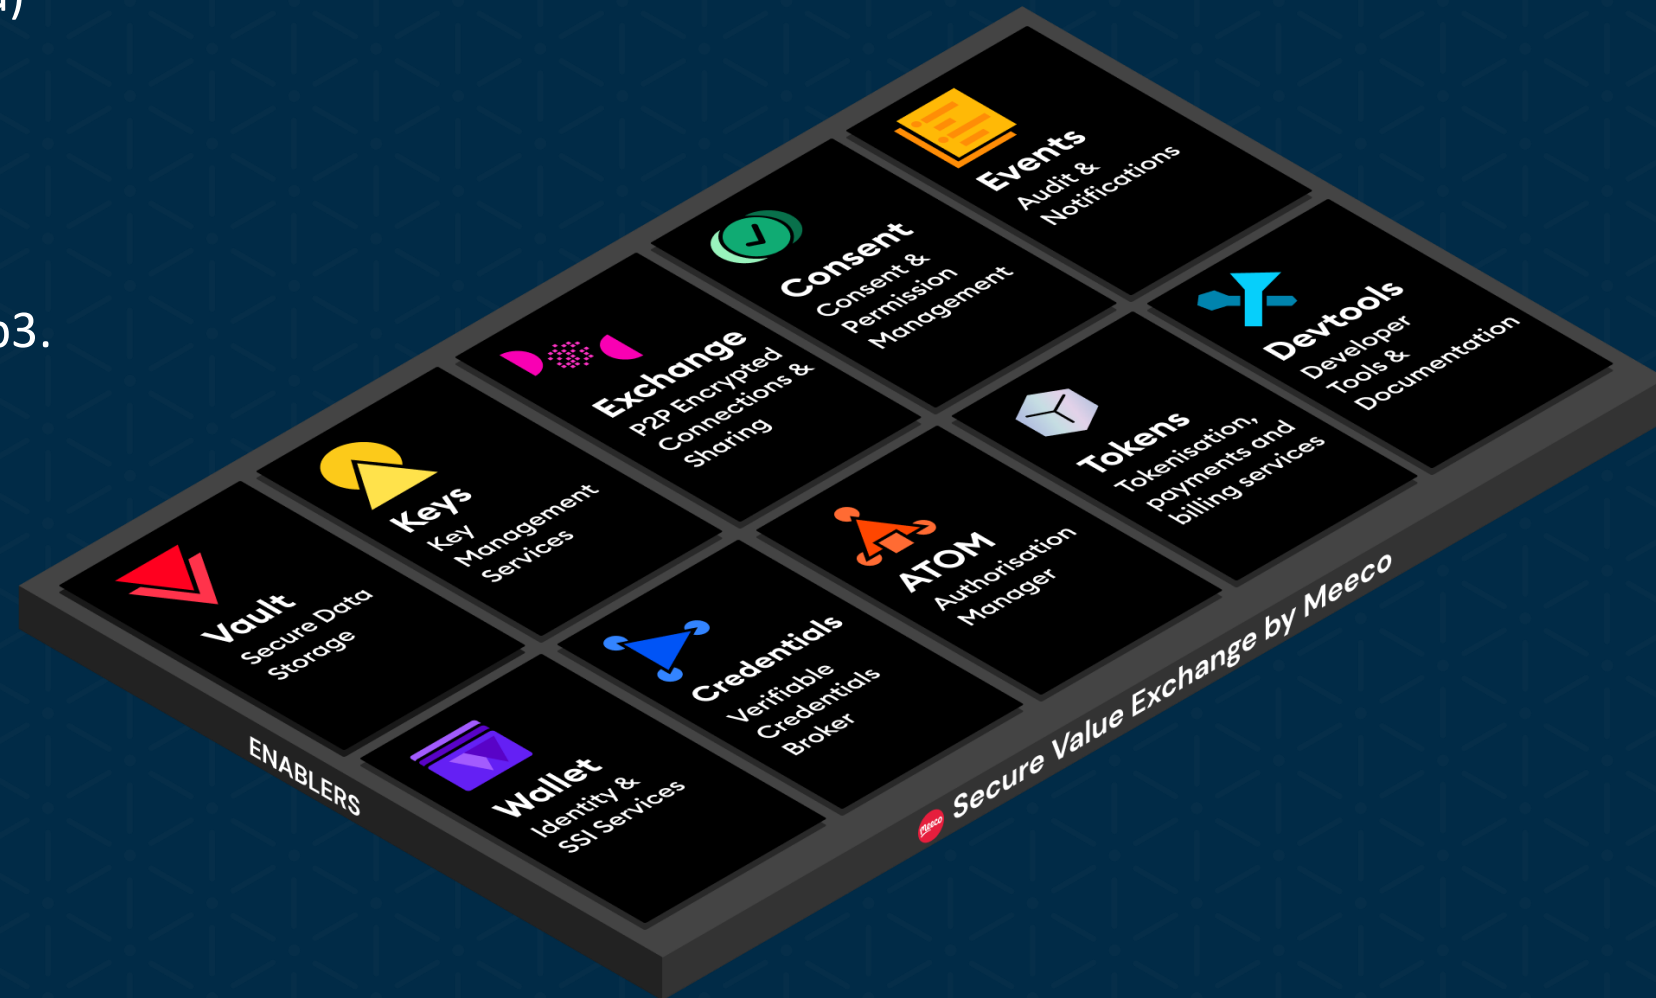 b3.
Events
Audit &
Notifications
Consent
Consent &
Permission
Management
Devtools
Developer
Tools &
Documentation
Exchange
P2P Encrypted
Connections &
Sharing
Tokens
Tokenisation,
payments and
billing services
Keys
Key
Management
Services
ATOM
Authorisation
Manager
Vault
Secure Data
Storage
Credentials
Verifiable
Credentials
Broker
Wallet
Identity &
SSI Services
ENABLERS
meeco Secure Value Exchange by Meeco